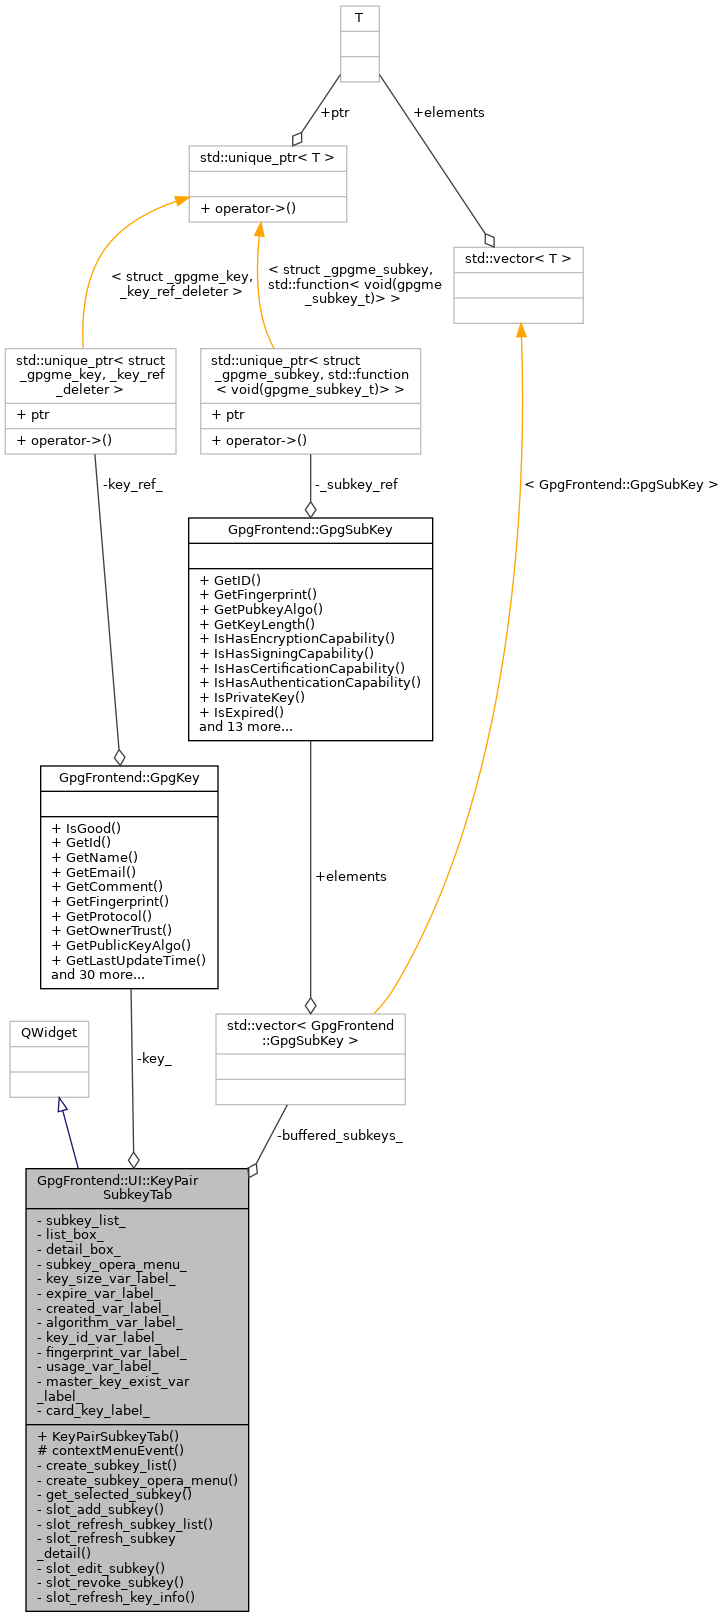 T
+ptr
+elements
std::unique_ptr< T >
+ operator->()
std::vector< T >
< struct _gpgme_key,
_key_ref_deleter >
< struct _gpgme_subkey,
std::function< void(gpgme
_subkey_t)> >
std::unique_ptr< struct
_gpgme_key, _key_ref
_deleter >
+ ptr
+ operator->()
std::unique_ptr< struct
_gpgme_subkey, std::function
< void(gpgme_subkey_t)> >
+ ptr
+ operator->()
-key_ref_
-_subkey_ref
< GpgFrontend::GpgSubKey >
GpgFrontend::GpgSubKey
+ GetID()
+ GetFingerprint()
+ GetPubkeyAlgo()
+ GetKeyLength()
+ IsHasEncryptionCapability()
+ IsHasSigningCapability()
+ IsHasCertificationCapability()
+ IsHasAuthenticationCapability()
+ IsPrivateKey()
+ IsExpired()
and 13 more...
GpgFrontend::GpgKey
+ IsGood()
+ GetId()
+ GetName()
+ GetEmail()
+ GetComment()
+ GetFingerprint()
+ GetProtocol()
+ GetOwnerTrust()
+ GetPublicKeyAlgo()
+ GetLastUpdateTime()
and 30 more...
+elements
QWidget
std::vector< GpgFrontend
::GpgSubKey >
-key_
-buffered_subkeys_
GpgFrontend::UI::KeyPair
SubkeyTab
- subkey_list_
- list_box_
- detail_box_
- subkey_opera_menu_
- key_size_var_label_
- expire_var_label_
- created_var_label_
- algorithm_var_label_
- key_id_var_label_
- fingerprint_var_label_
- usage_var_label_
- master_key_exist_var
_label_
- card_key_label_
+ KeyPairSubkeyTab()
# contextMenuEvent()
- create_subkey_list()
- create_subkey_opera_menu()
- get_selected_subkey()
- slot_add_subkey()
- slot_refresh_subkey_list()
- slot_refresh_subkey
_detail()
- slot_edit_subkey()
- slot_revoke_subkey()
- slot_refresh_key_info()